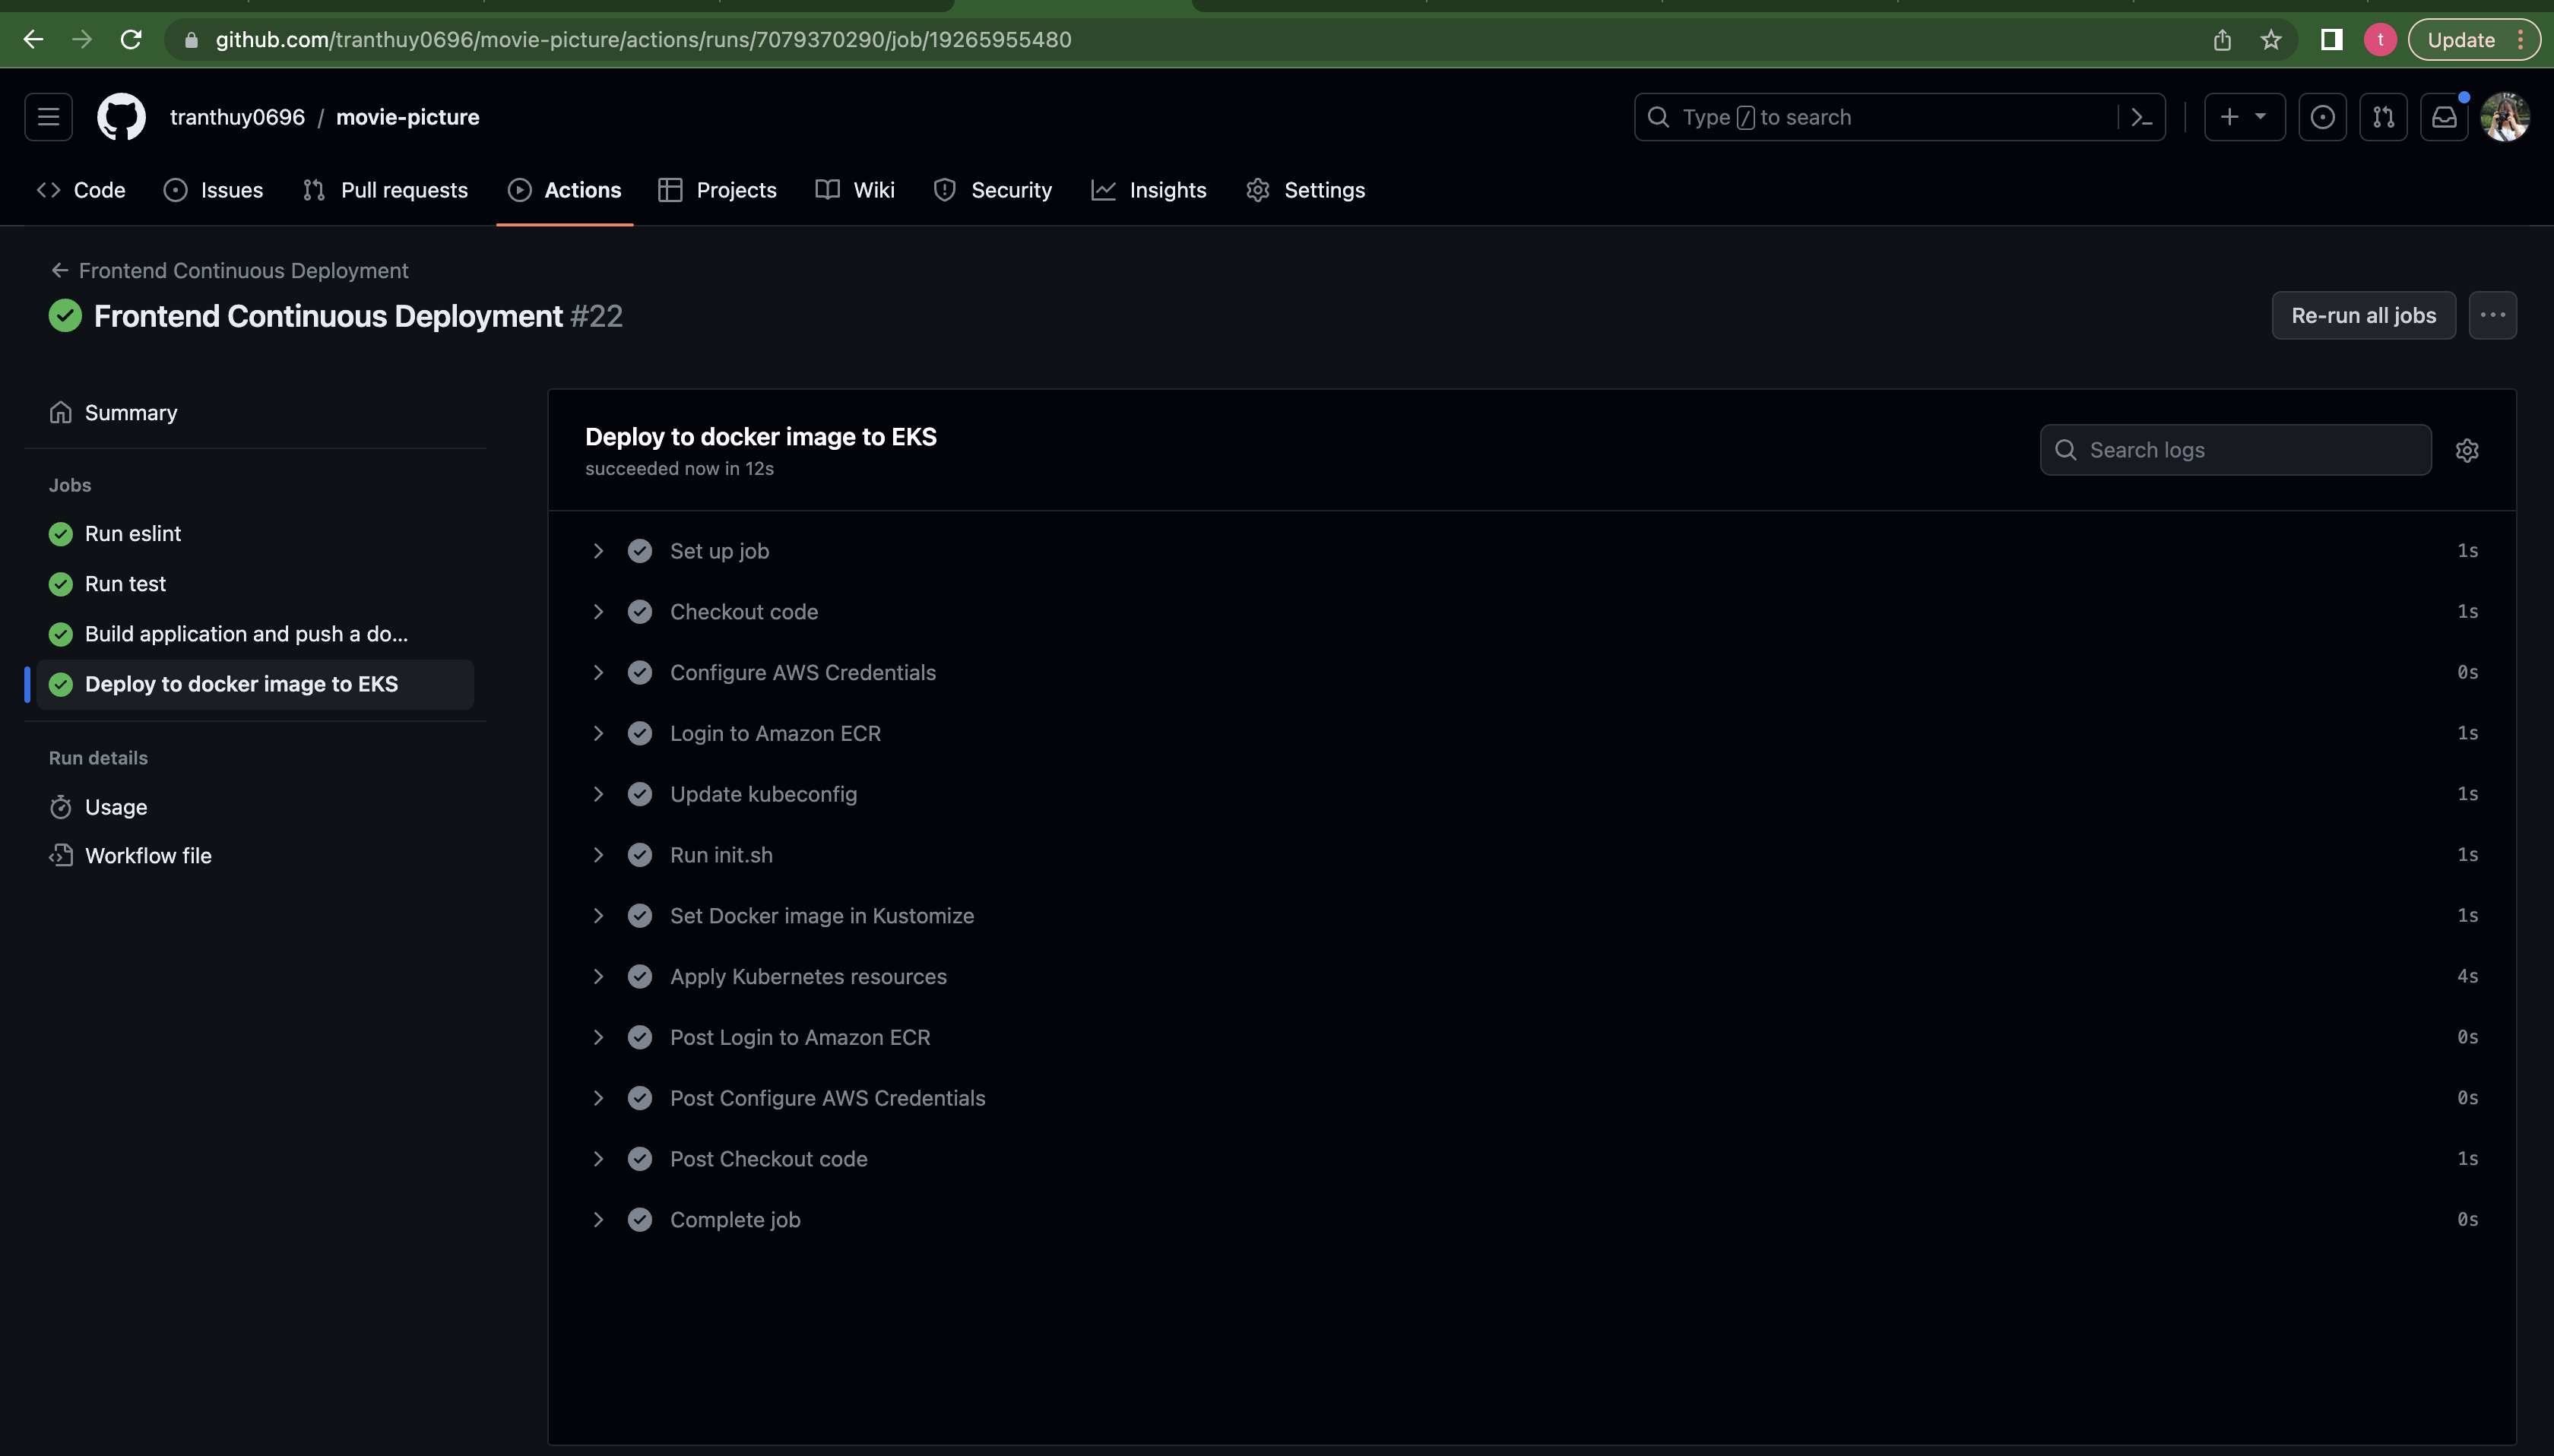 github.com/tranthuy0696/movie-picture/actions/runs/7079370290/job/19265955480
t
Update
tranthuy0696 / movie-picture
Type / to search
Code
Issues
Pull requests
Actions
Projects
Wiki
Security
Insights
Settings
Frontend Continuous Deployment
Frontend Continuous Deployment #22
Re-run all jobs
Summary
Jobs
Run eslint
Run test
Build application and push a do...
Deploy to docker image to EKS
Run details
Usage
Workflow file
Deploy to docker image to EKS
succeeded now in 12s
Search logs
Set up job 1s
Checkout code 1s
Configure AWS Credentials 0s
Login to Amazon ECR 1s
Update kubeconfig 1s
Run init.sh 1s
Set Docker image in Kustomize 1s
Apply Kubernetes resources 4s
Post Login to Amazon ECR 0s
Post Configure AWS Credentials 0s
Post Checkout code 1s
Complete job 0s